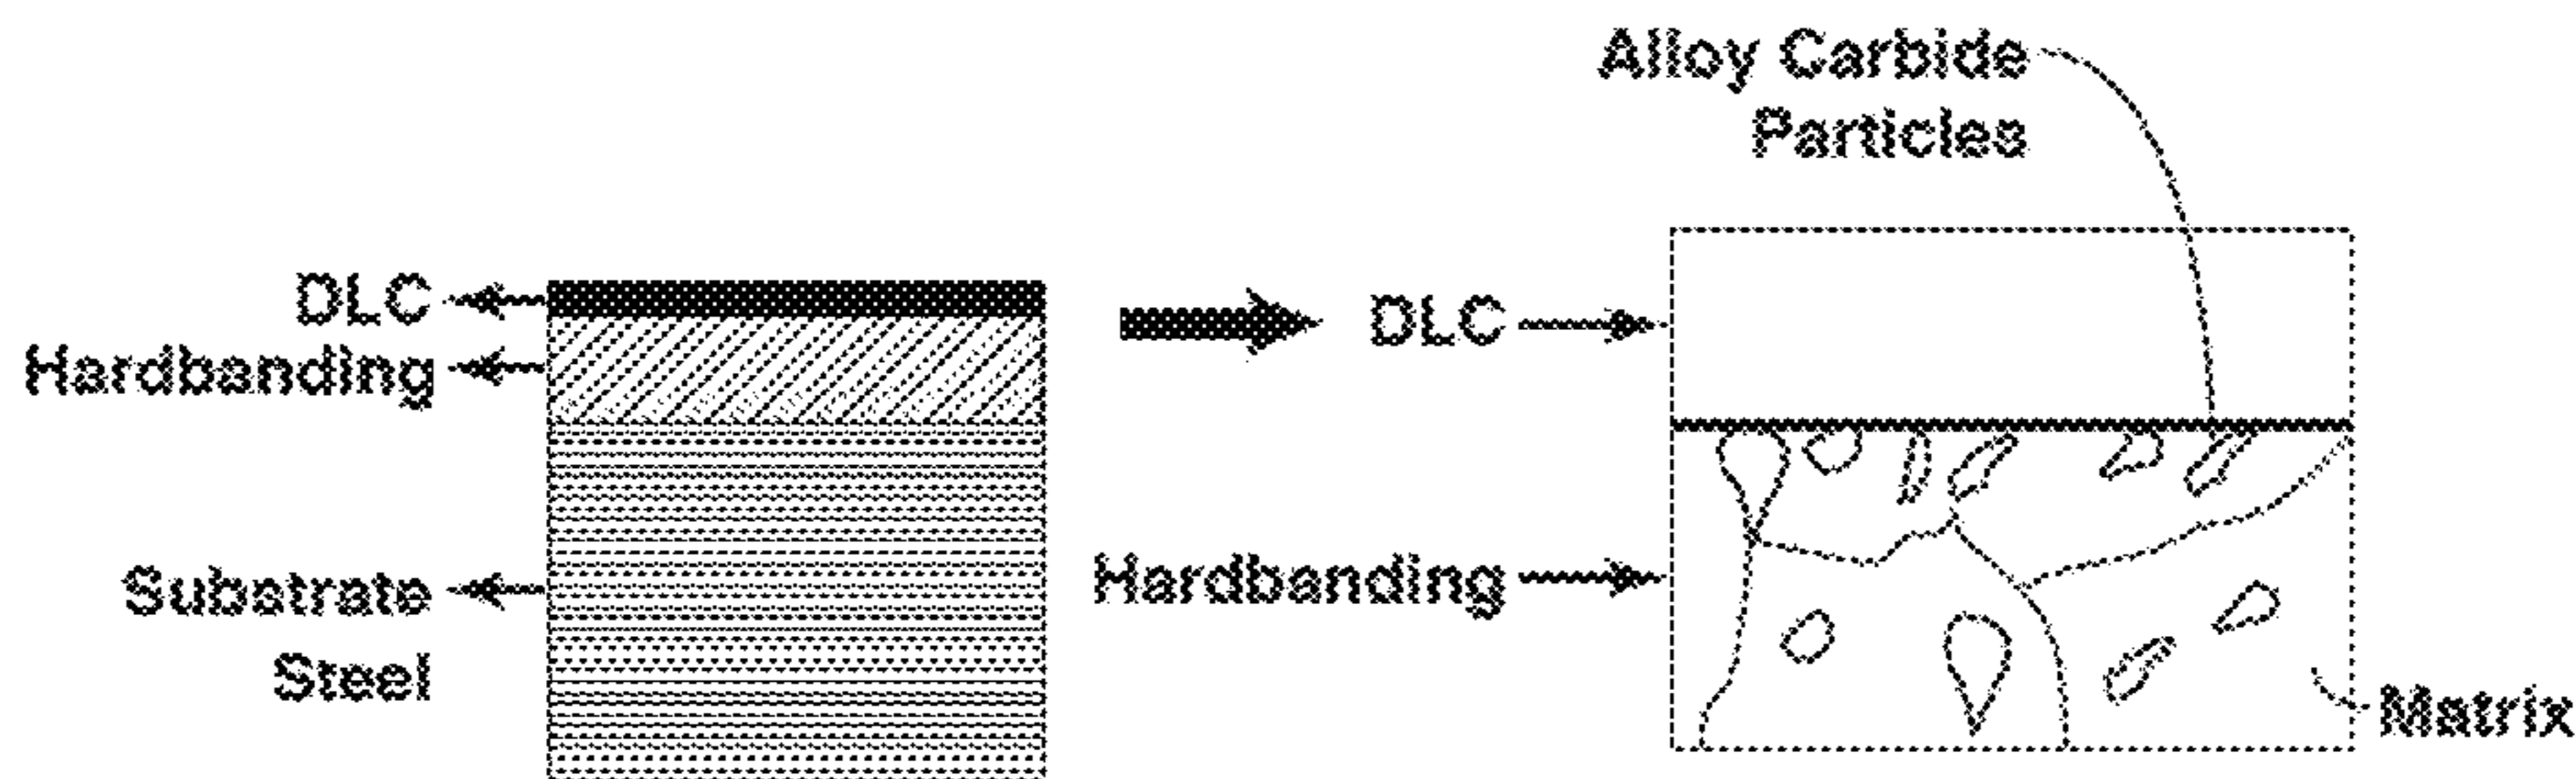 Alloy Carbide
Particles
DLC
Hardbanding
Substrate
Steel
DLC
Hardbanding
Matrix